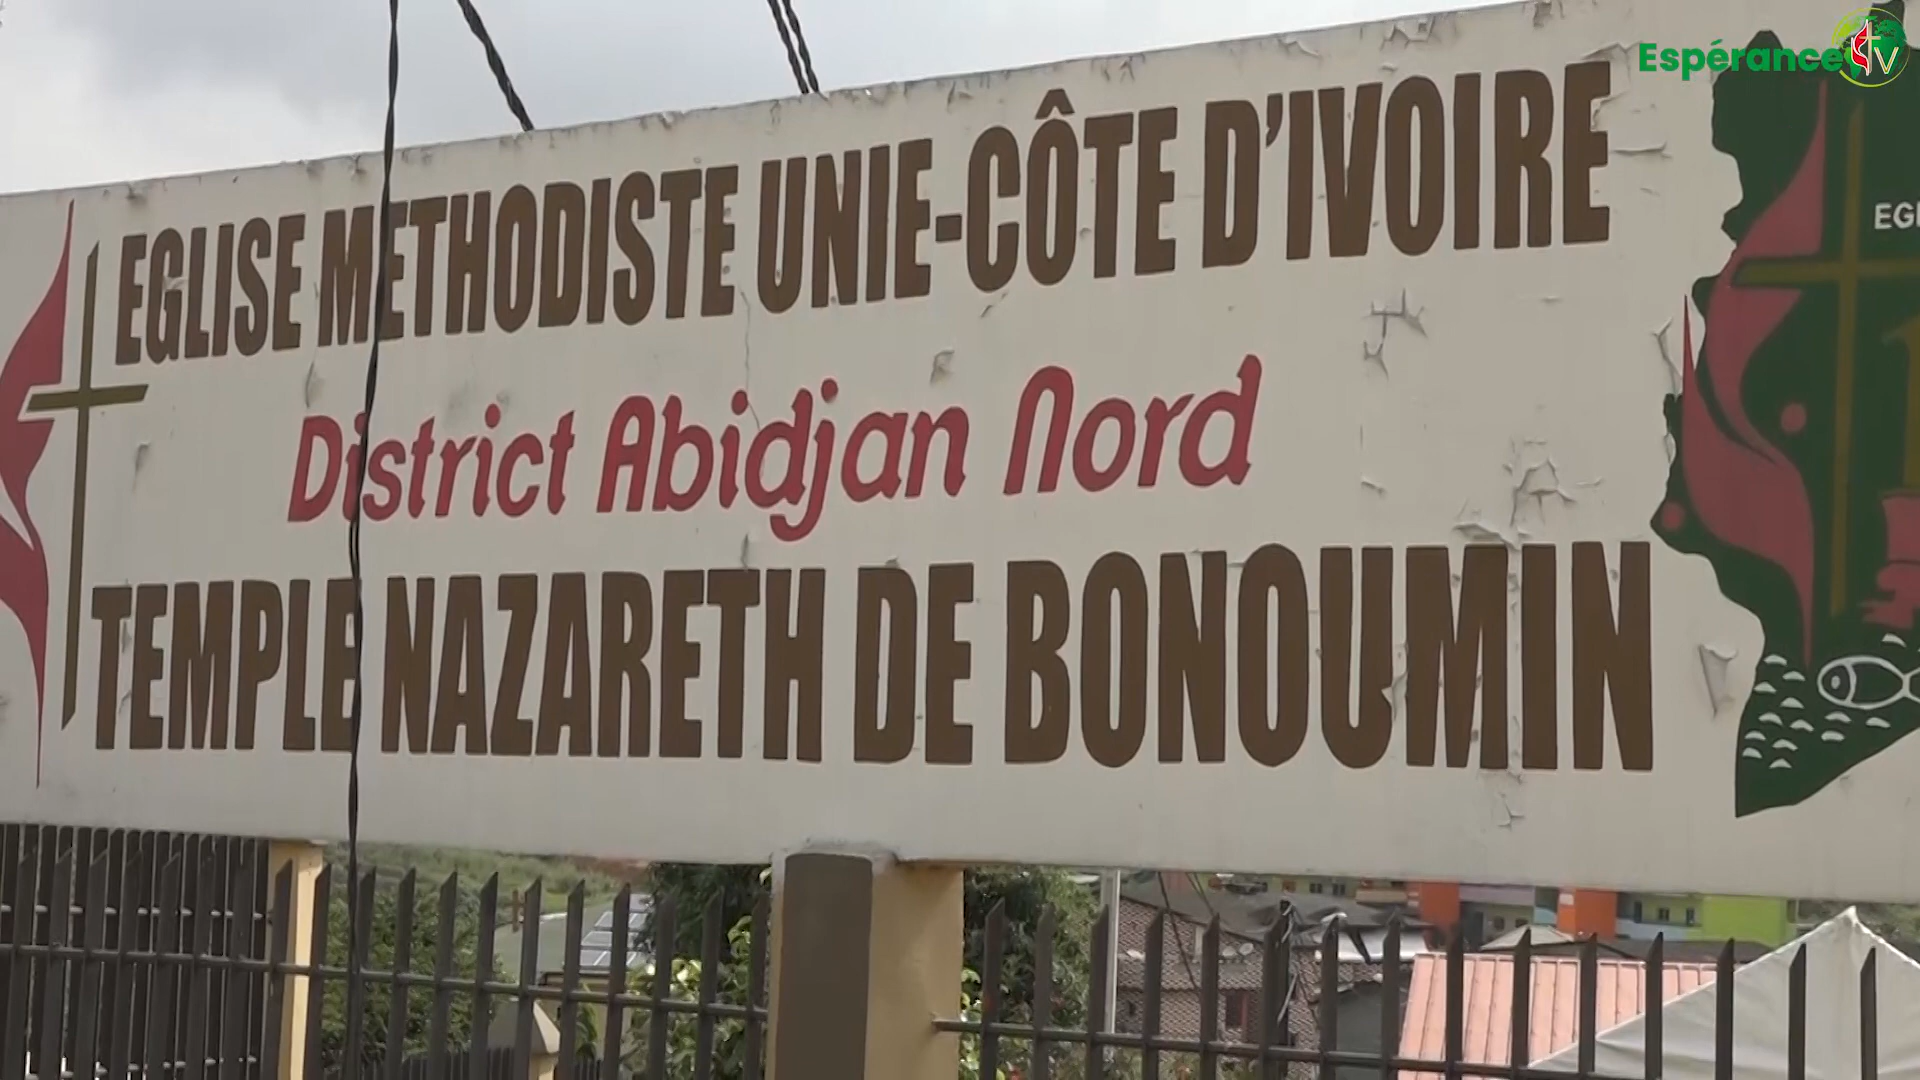 Espérance TV
EGLISE METHODISTE UNIE-CÔTE D'IVOIRE
District Abidjan Nord
TEMPLE NAZARETH DE BONOUMIN